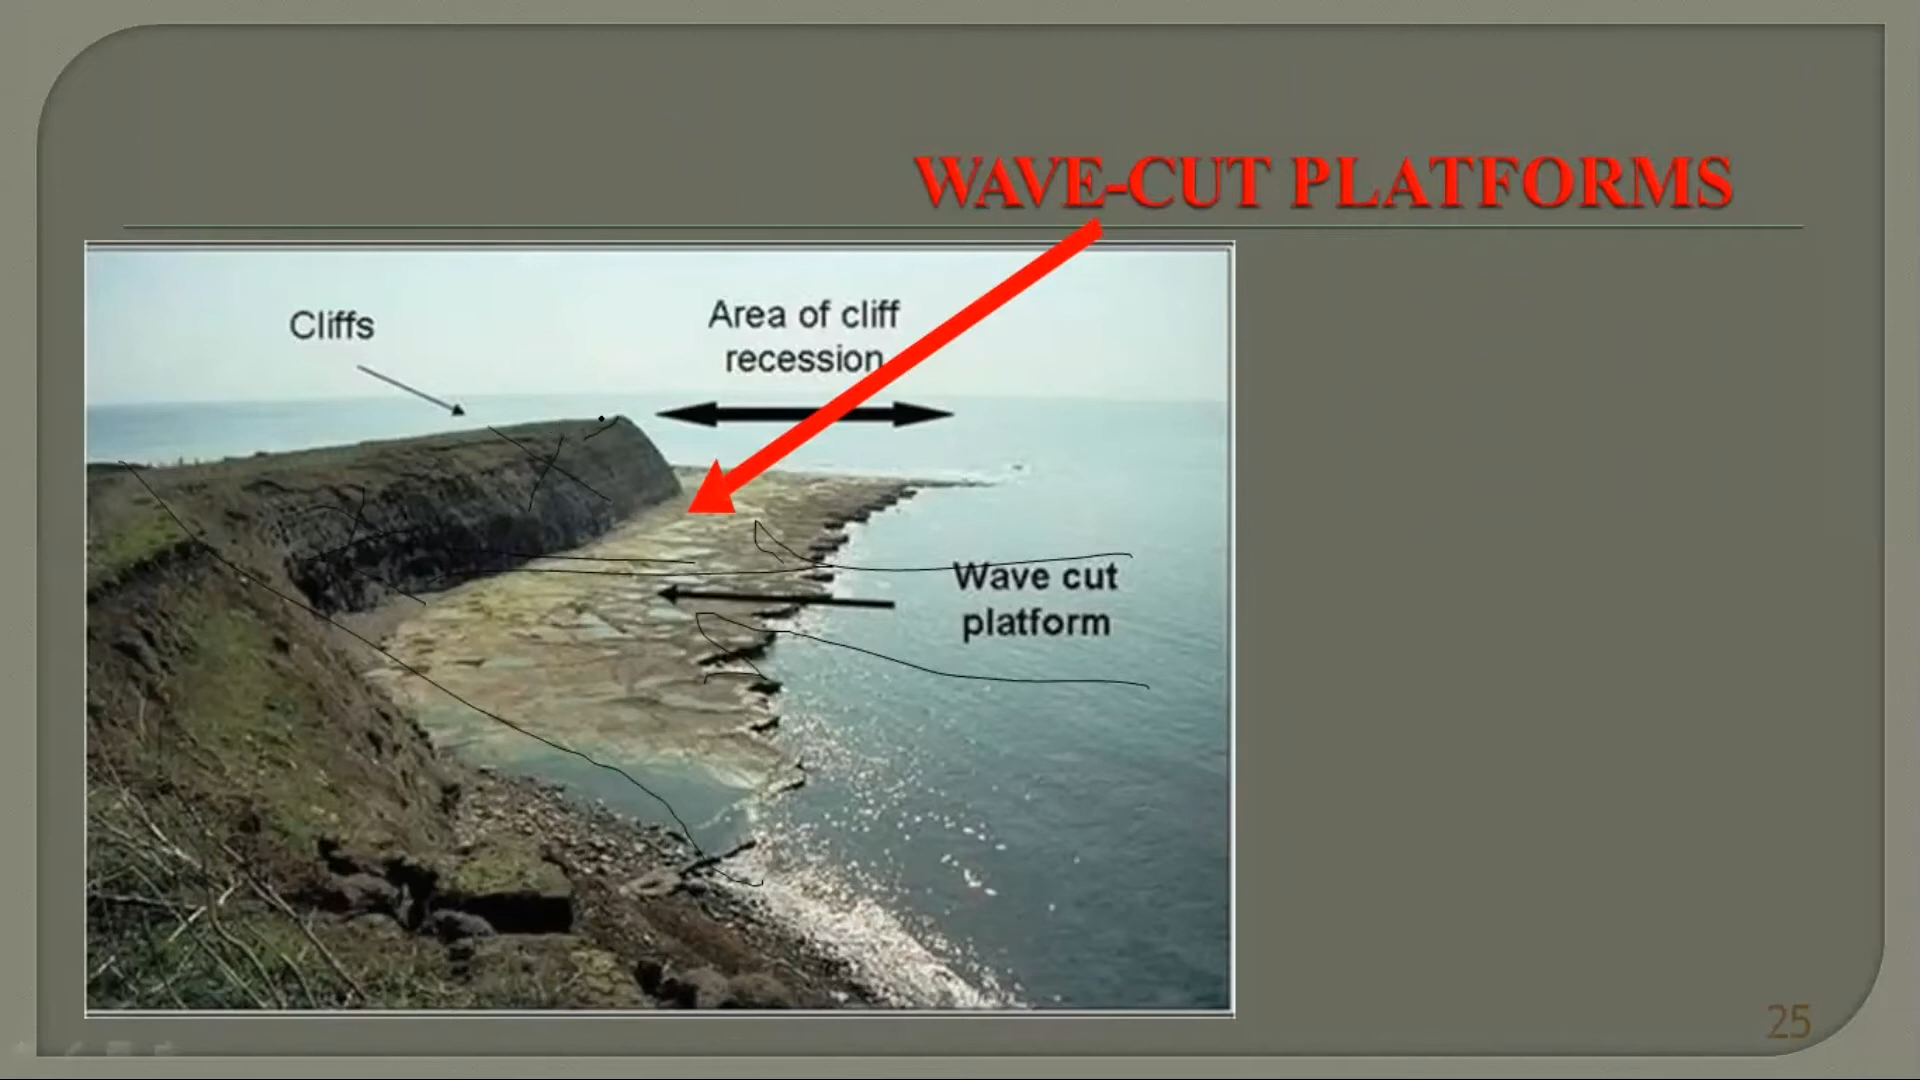 WAVE-CUT PLATFORMS
Cliffs
Area of cliff
recession
Wave cut
platform
25